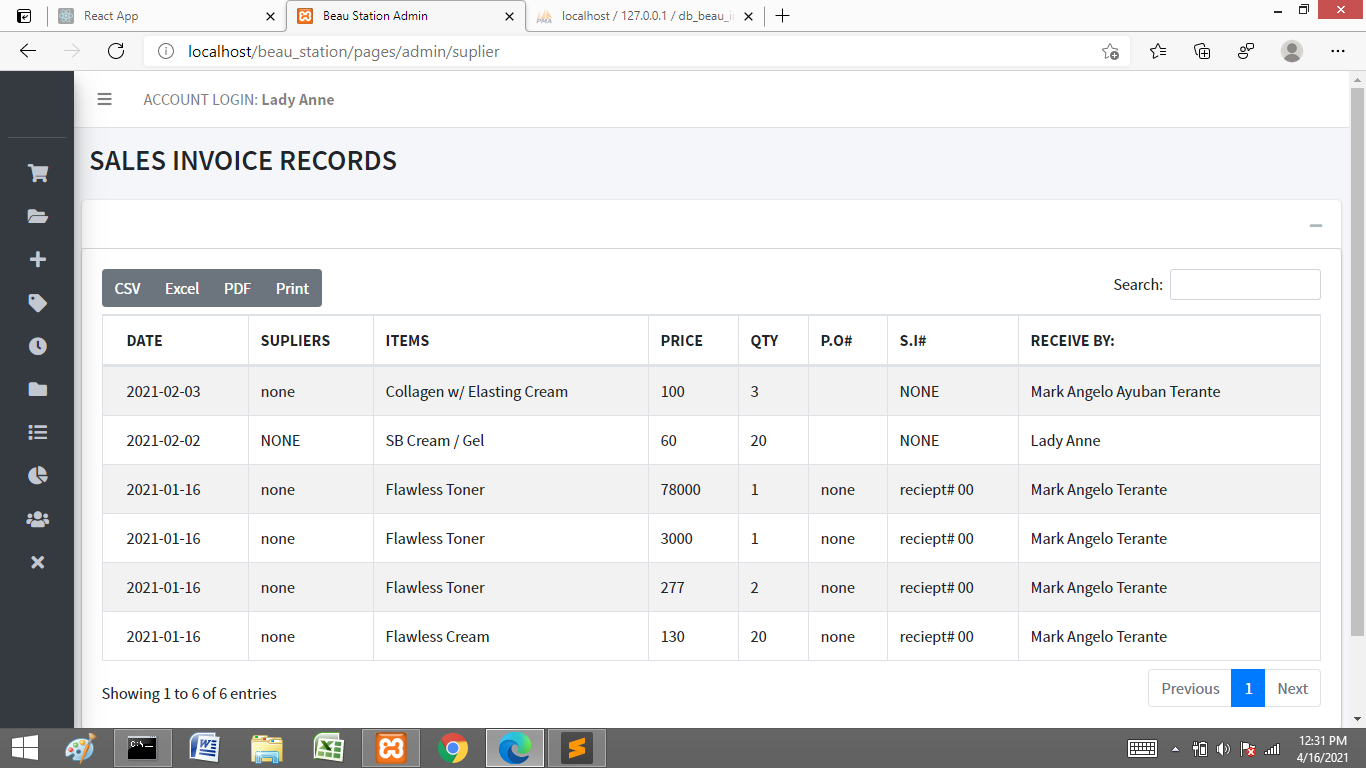 React App
Beau Station Admin
localhost / 127.0.0.1 / db_beau_i
localhost/beau_station/pages/admin/suplier
ACCOUNT LOGIN: Lady Anne
SALES INVOICE RECORDS
CSV Excel PDF Print
Search:
DATE SUPLIERS ITEMS PRICE QTY P.O# S.I# RECEIVE BY:
2021-02-03 none Collagen w/ Elasting Cream 100 3 NONE Mark Angelo Ayuban Terante
2021-02-02 NONE SB Cream / Gel 60 20 NONE Lady Anne
2021-01-16 none Flawless Toner 78000 1 none reciept# 00 Mark Angelo Terante
2021-01-16 none Flawless Toner 3000 1 none reciept# 00 Mark Angelo Terante
2021-01-16 none Flawless Toner 277 2 none reciept# 00 Mark Angelo Terante
2021-01-16 none Flawless Cream 130 20 none reciept# 00 Mark Angelo Terante
Showing 1 to 6 of 6 entries
Previous 1 Next
12:31 PM
4/16/2021